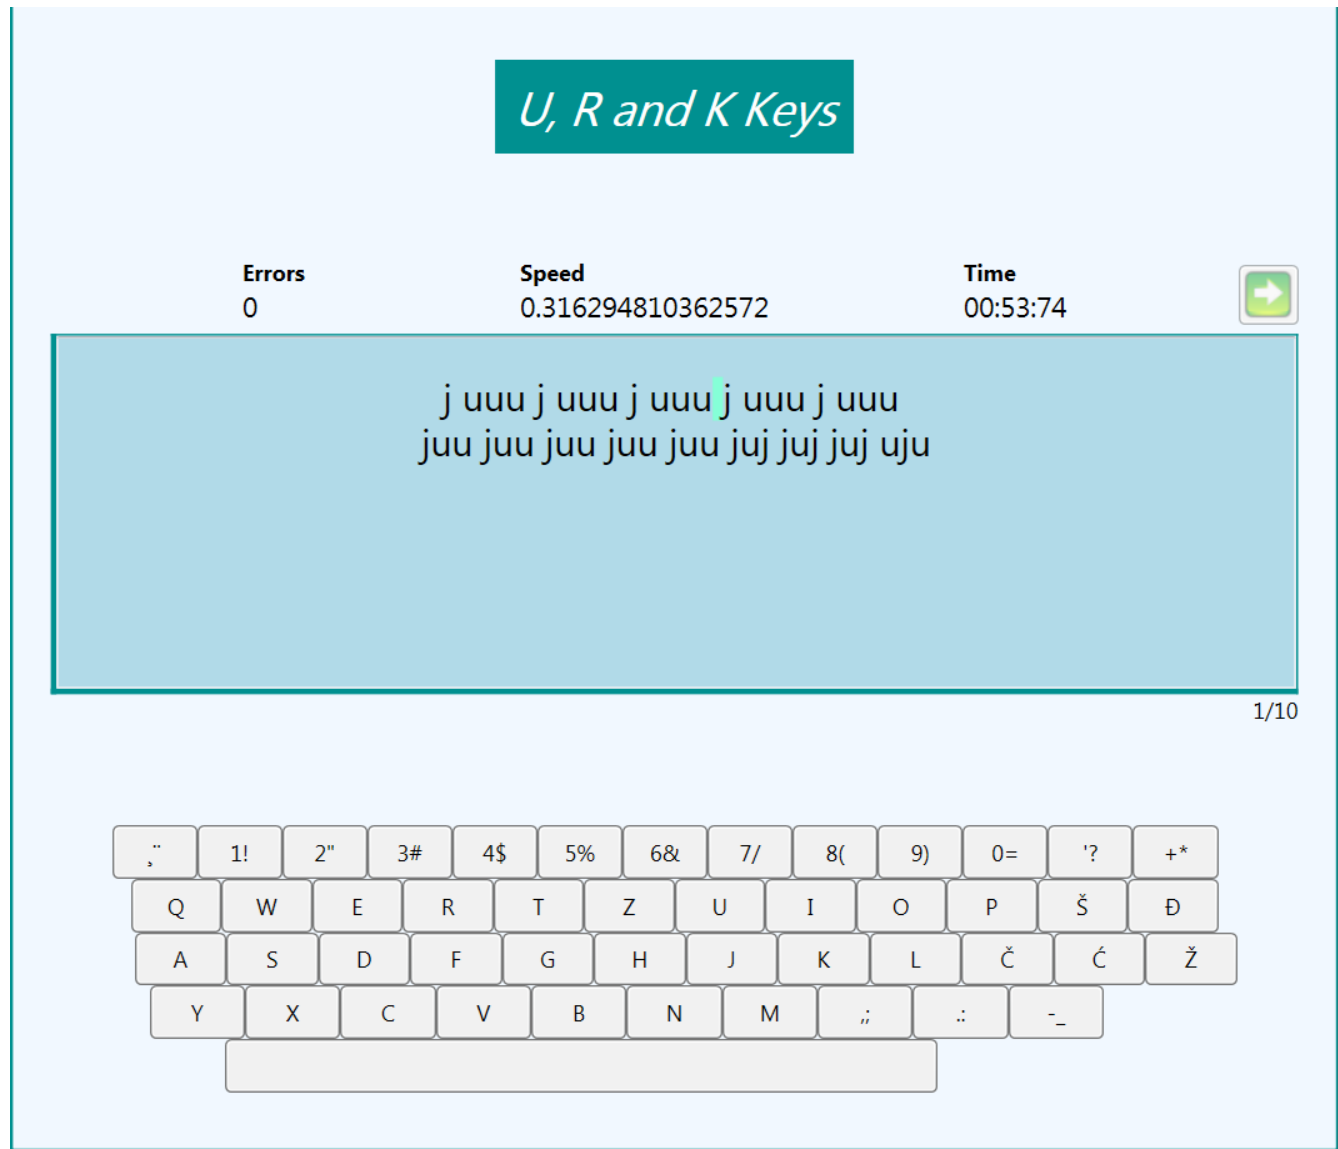 U, R and K Keys
Errors Speed Time
0 0.316294810362572 00:53:74
j uuu j uuu j uuu j uuu j uuu
juu juu juu juu juu juj juj juj uju
1/10
¸¨ 1! 2" 3# 4$ 5% 6& 7/ 8( 9) 0= '? +*
Q W E R T Z U I O P Š Đ
A S D F G H J K L Č Ć Ž
Y X C V B N M ,; .: -_